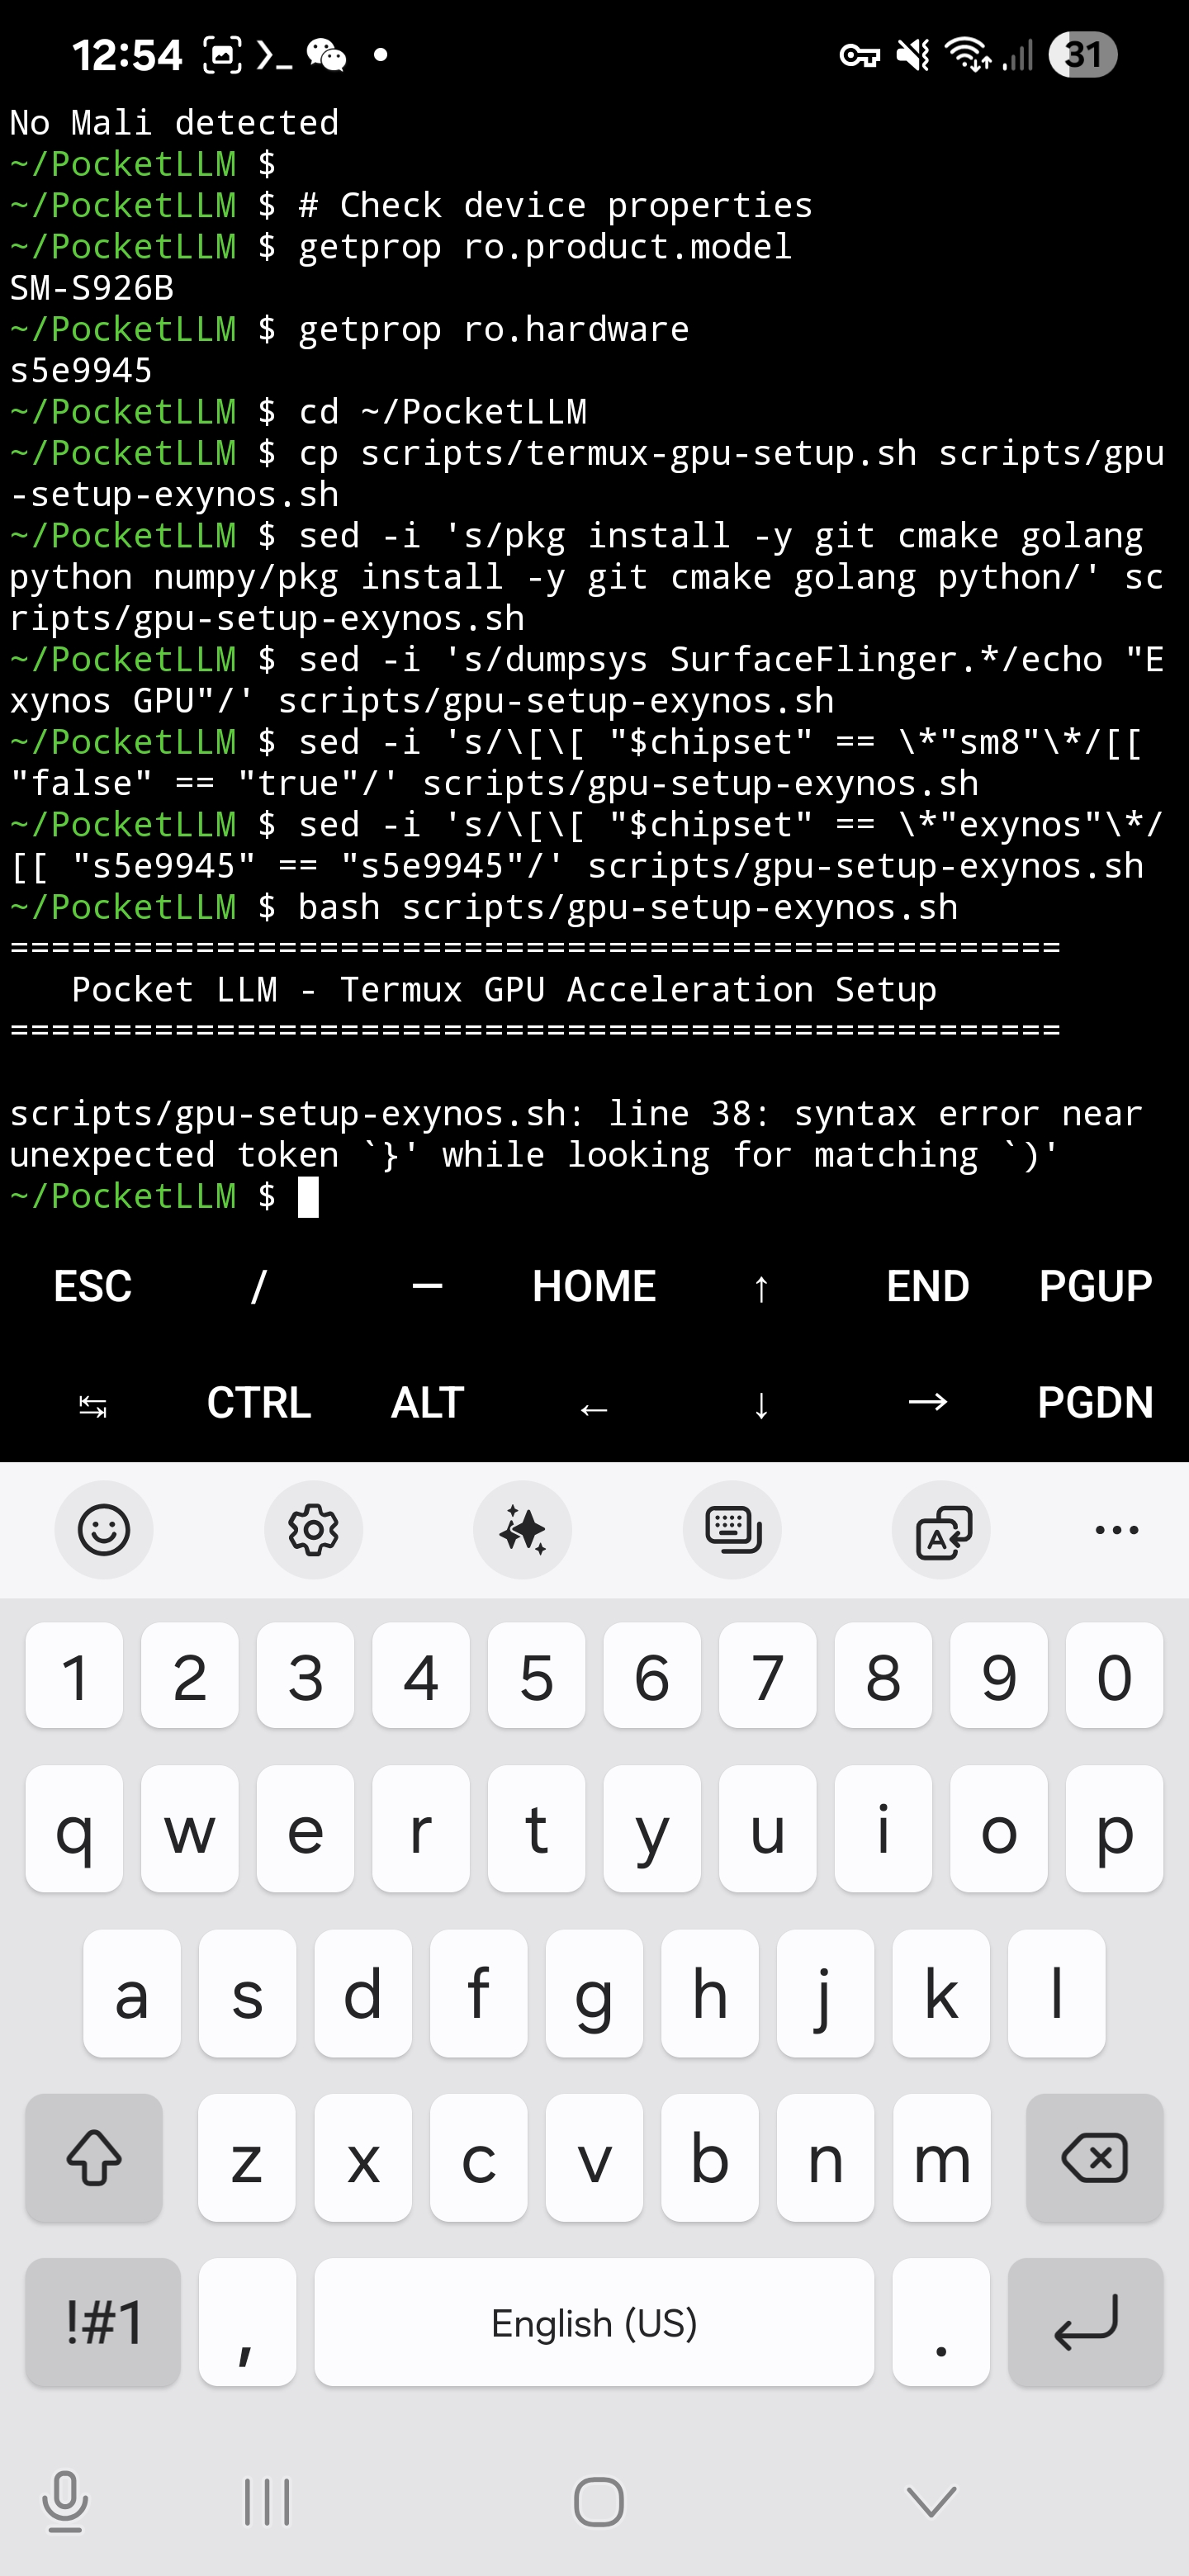 12:54
31
No Mali detected
~/PocketLLM $
~/PocketLLM $ # Check device properties
~/PocketLLM $ getprop ro.product.model
SM-S926B
~/PocketLLM $ getprop ro.hardware
s5e9945
~/PocketLLM $ cd ~/PocketLLM
~/PocketLLM $ cp scripts/termux-gpu-setup.sh scripts/gpu
-setup-exynos.sh
~/PocketLLM $ sed -i 's/pkg install -y git cmake golang
python numpy/pkg install -y git cmake golang python/' sc
ripts/gpu-setup-exynos.sh
~/PocketLLM $ sed -i 's/dumpsys SurfaceFlinger.*/echo "E
xynos GPU"/' scripts/gpu-setup-exynos.sh
~/PocketLLM $ sed -i 's/\[\[ "$chipset" == \*"sm8"\*/[[
"false" == "true"/' scripts/gpu-setup-exynos.sh
~/PocketLLM $ sed -i 's/\[\[ "$chipset" == \*"exynos"\*/
[[ "s5e9945" == "s5e9945"/' scripts/gpu-setup-exynos.sh
~/PocketLLM $ bash scripts/gpu-setup-exynos.sh
===================================================
Pocket LLM - Termux GPU Acceleration Setup
===================================================
scripts/gpu-setup-exynos.sh: line 38: syntax error near
unexpected token `}' while looking for matching `)'
~/PocketLLM $
ESC / — HOME ↑ END PGUP
↹ CTRL ALT ← ↓ → PGDN
1 2 3 4 5 6 7 8 9 0
q w e r t y u i o p
a s d f g h j k l
z x c v b n m
!#1 , English (US) .